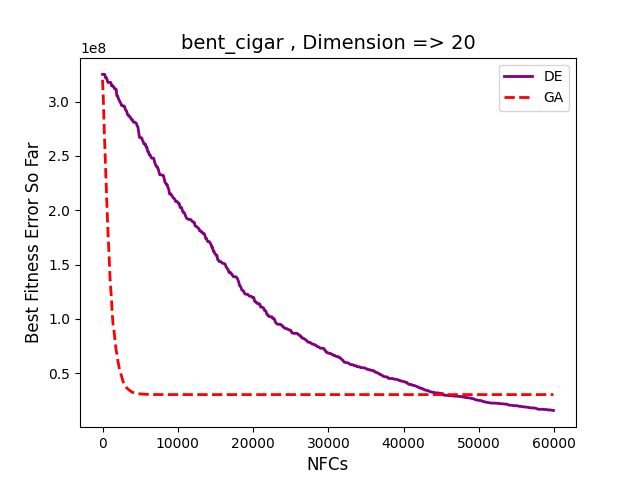 bent_cigar , Dimension => 20
1e8
DE
GA
3.0
2.5
2.0
1.5
1.0
0.5
Best Fitness Error So Far
0 10000 20000 30000 40000 50000 60000
NFCs